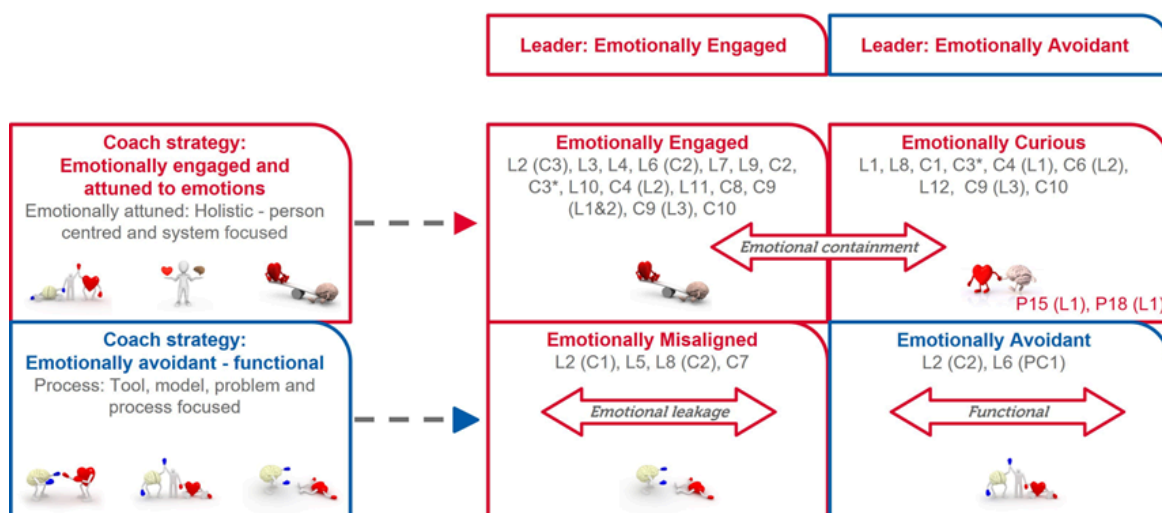 Leader: Emotionally Engaged
Leader: Emotionally Avoidant
Coach strategy:
Emotionally engaged and
attuned to emotions
Emotionally attuned: Holistic - person
centred and system focused
Emotionally Engaged
L2 (C3), L3, L4, L6 (C2), L7, L9, C2,
C3*, L10, C4 (L2), L11, C8, C9
(L1&2), C9 (L3), C10
Emotionally Curious
L1, L8, C1, C3*, C4 (L1), C6 (L2),
L12, C9 (L3), C10
Emotional containment
P15 (L1), P18 (L1)
Coach strategy:
Emotionally avoidant - functional
Process: Tool, model, problem and
process focused
Emotionally Misaligned
L2 (C1), L5, L8 (C2), C7
Emotional leakage
Emotionally Avoidant
L2 (C2), L6 (PC1)
Functional